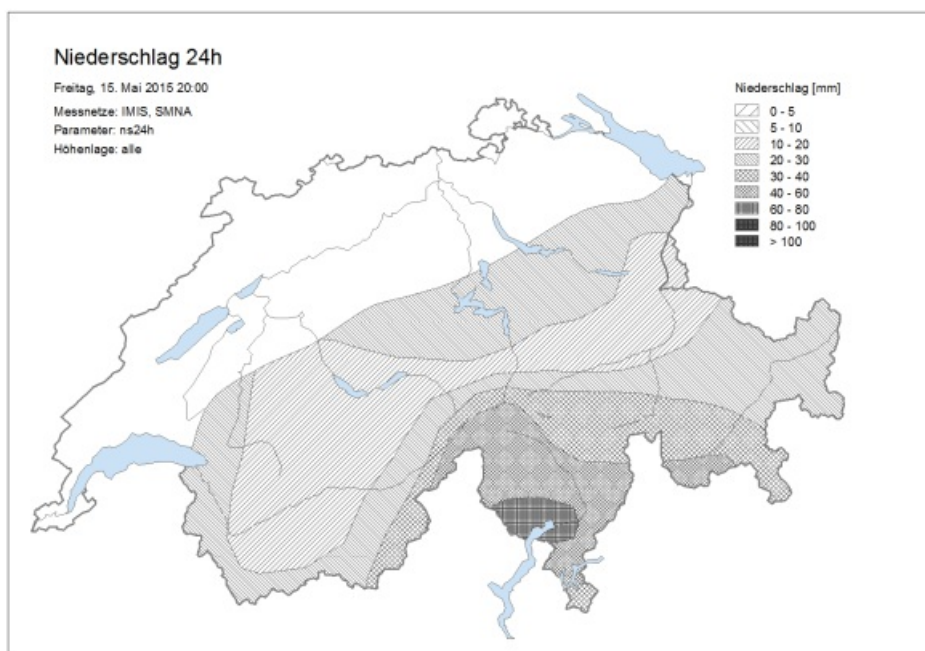 Niederschlag 24h
Freitag, 15. Mai 2015 20:00
Messnetze: IMIS, SMNA
Parameter: ns24h
Höhenlage: alle
Niederschlag [mm]
0 - 5
5 - 10
10 - 20
20 - 30
30 - 40
40 - 60
60 - 80
80 - 100
> 100